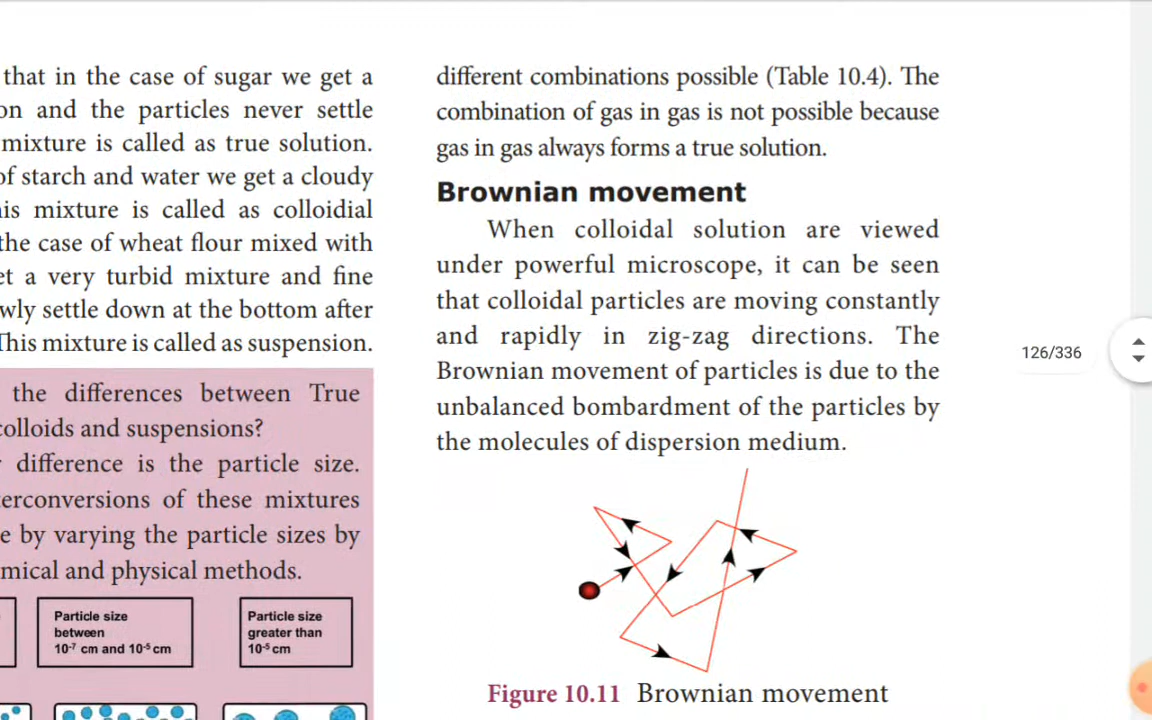 that in the case of sugar we get a
on and the particles never settle
mixture is called as true solution.
of starch and water we get a cloudy
is mixture is called as colloidial
the case of wheat flour mixed with
et a very turbid mixture and fine
wly settle down at the bottom after
This mixture is called as suspension.
the differences between True
colloids and suspensions?
difference is the particle size.
erconversions of these mixtures
e by varying the particle sizes by
mical and physical methods.
Particle size
between
10⁻⁷ cm and 10⁻⁵ cm
Particle size
greater than
10⁻⁵ cm
different combinations possible (Table 10.4). The
combination of gas in gas is not possible because
gas in gas always forms a true solution.
Brownian movement
When colloidal solution are viewed
under powerful microscope, it can be seen
that colloidal particles are moving constantly
and rapidly in zig-zag directions. The
Brownian movement of particles is due to the
unbalanced bombardment of the particles by
the molecules of dispersion medium.
Figure 10.11 Brownian movement
126/336